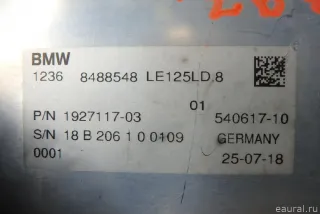 BMW
1236 8488548 LE125LD.8
01
P/N 1927117-03 540617-10
S/N 18 B 206 1 0 0109 GERMANY
0001 25-07-18
eaural.ru